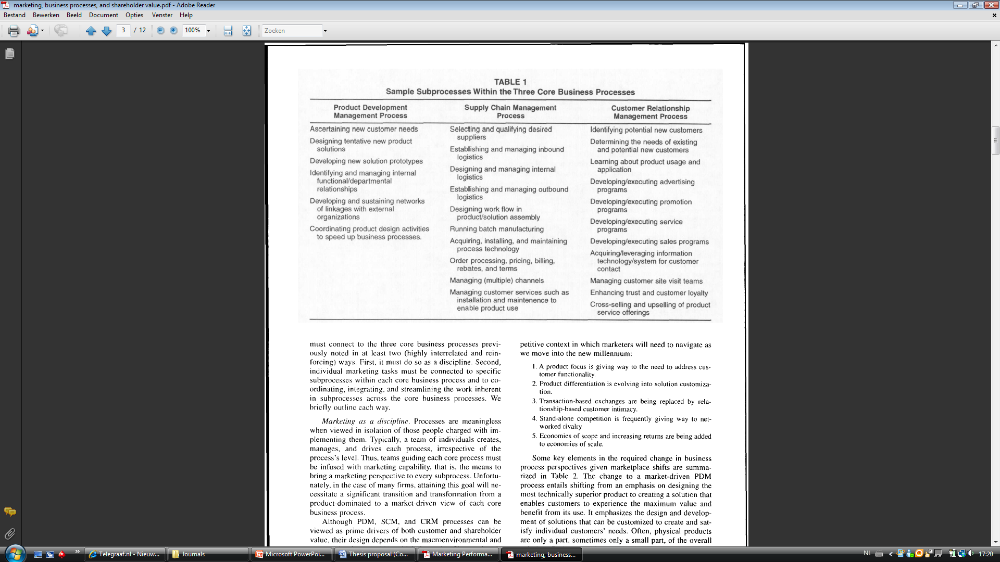 marketing, business processes, and shareholder value.pdf - Adobe Reader
Bestand Bewerken Beeld Document Opties Venster Help
3 / 12 100% Zoeken
TABLE 1
Sample Subprocesses Within the Three Core Business Processes
Product Development
Management Process
Ascertaining new customer needs
Designing tentative new product
solutions
Developing new solution prototypes
Identifying and managing internal
functional/departmental
relationships
Developing and sustaining networks
of linkages with external
organizations
Coordinating product design activities
to speed up business processes.
Supply Chain Management
Process
Selecting and qualifying desired
suppliers
Establishing and managing inbound
logistics
Designing and managing internal
logistics
Establishing and managing outbound
logistics
Designing work flow in
product/solution assembly
Running batch manufacturing
Acquiring, installing, and maintaining
process technology
Order processing, pricing, billing,
rebates, and terms
Managing (multiple) channels
Managing customer services such as
installation and maintenence to
enable product use
Customer Relationship
Management Process
Identifying potential new customers
Determining the needs of existing
and potential new customers
Learning about product usage and
application
Developing/executing advertising
programs
Developing/executing promotion
programs
Developing/executing service
programs
Developing/executing sales programs
Acquiring/leveraging information
technology/system for customer
contact
Managing customer site visit teams
Enhancing trust and customer loyalty
Cross-selling and upselling of product
service offerings
must connect to the three core business processes previ-
ously noted in at least two (highly interrelated and rein-
forcing) ways. First, it must do so as a discipline. Second,
individual marketing tasks must be connected to specific
subprocesses within each core business process and to co-
ordinating, integrating, and streamlining the work inherent
in subprocesses across the core business processes. We
briefly outline each way.
Marketing as a discipline. Processes are meaningless
when viewed in isolation of those people charged with im-
plementing them. Typically, a team of individuals creates,
manages, and drives each process, irrespective of the
process's level. Thus, teams guiding each core process must
be infused with marketing capability, that is, the means to
bring a marketing perspective to every subprocess. Unfortu-
nately, in the case of many firms, attaining this goal will ne-
cessitate a significant transition and transformation from a
product-dominated to a market-driven view of each core
business process.
Although PDM, SCM, and CRM processes can be
viewed as prime drivers of both customer and shareholder
value, their design depends on the macroenvironmental and
petitive context in which marketers will need to navigate as
we move into the new millennium:
1. A product focus is giving way to the need to address cus-
tomer functionality.
2. Product differentiation is evolving into solution customiza-
tion.
3. Transaction-based exchanges are being replaced by rela-
tionship-based customer intimacy.
4. Stand-alone competition is frequently giving way to net-
worked rivalry
5. Economies of scope and increasing returns are being added
to economies of scale.
Some key elements in the required change in business
process perspectives given marketplace shifts are summa-
rized in Table 2. The change to a market-driven PDM
process entails shifting from an emphasis on designing the
most technically superior product to creating a solution that
enables customers to experience the maximum value and
benefit from its use. It emphasizes the design and develop-
ment of solutions that can be customized to create and sat-
isfy individual customers' needs. Often, physical products
are only a part, sometimes only a small part, of the overall
Telegraaf.nl - Nieuw... Journals Microsoft PowerPoi... Thesis proposal (Co... Marketing Performa... marketing, business... NL 17:20